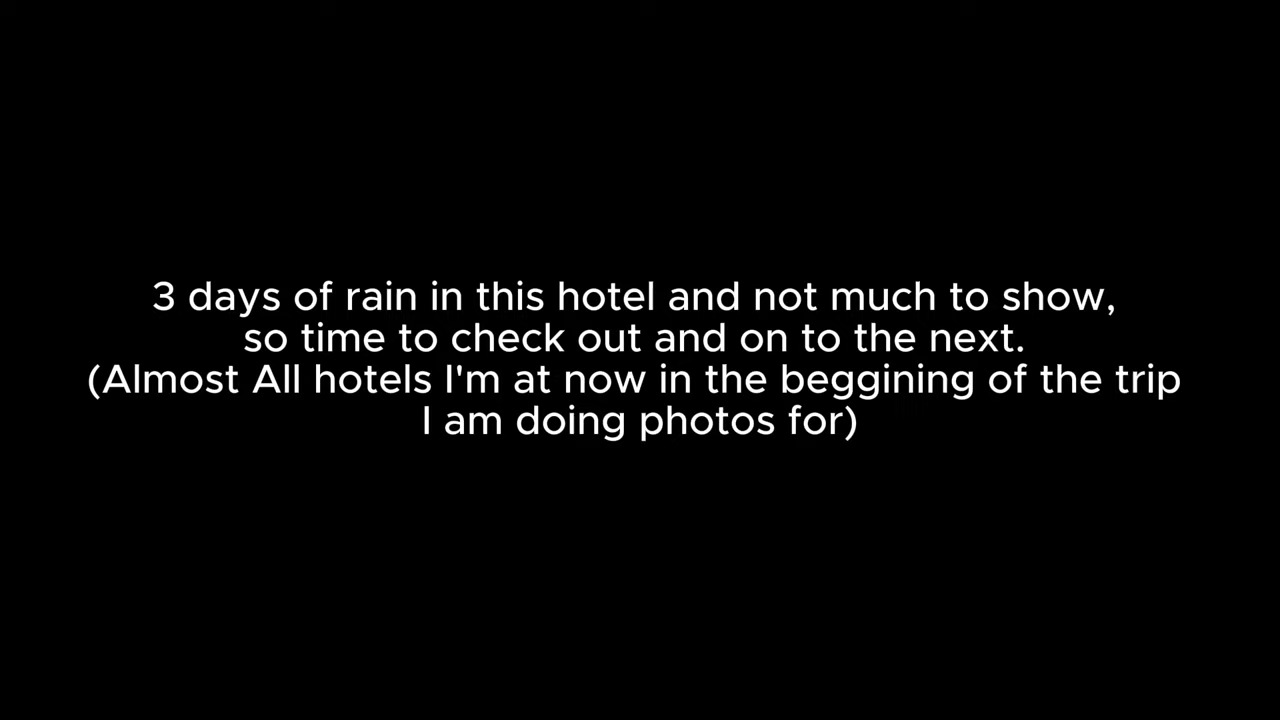 3 days of rain in this hotel and not much to show,
so time to check out and on to the next.
(Almost All hotels I'm at now in the beggining of the trip
I am doing photos for)